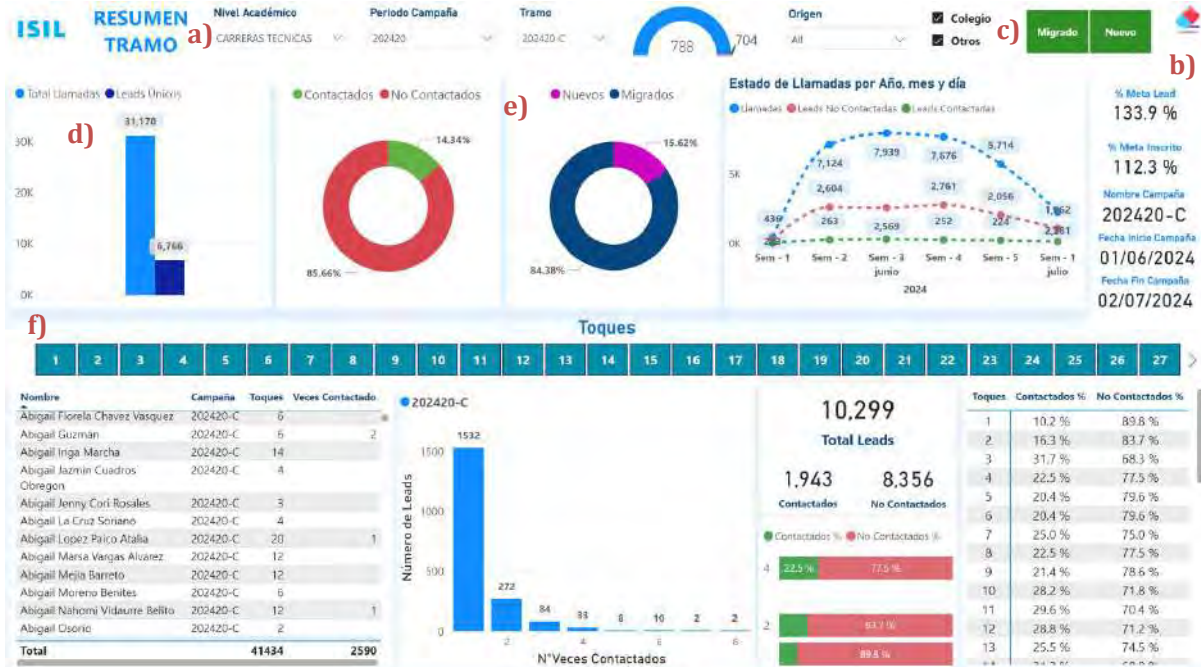 ISIL
RESUMEN
TRAMO
a)
Nivel Académico
CARRERAS TECNICAS
Periodo Campaña
202420
Tramo
202420-C
788
704
Origen
All
Colegio
Otros
c)
Migrado
Nuevo
b)
Total Llamadas Leads Únicos
d)
31,170
6,766
30K
20K
10K
0K
Contactados No Contactados
14.34%
85.66%
e)
Nuevos Migrados
15.62%
84.38%
Estado de Llamadas por Año, mes y día
Llamadas Leads No Contactadas Leads Contactadas
5K
0K
436
7,124
7,939
7,676
5,714
2,604
2,761
2,056
263
2,569
252
224
2,381
Sem - 1
Sem - 2
Sem - 3
Sem - 4
Sem - 5
Sem - 1
junio
julio
2024
% Meta Lead
133.9 %
% Meta Inscrito
112.3 %
Nombre Campaña
202420-C
Fecha Inicio Campaña
01/06/2024
Fecha Fin Campaña
02/07/2024
f)
Toques
1 2 3 4 5 6 7 8 9 10 11 12 13 14 15 16 17 18 19 20 21 22 23 24 25 26 27
Nombre Campaña Toques Veces Contactado
Abigail Fiorela Chavez Vasquez 202420-C 6
Abigail Guzmán 202420-C 6 2
Abigail Iriga Marcha 202420-C 14
Abigail Jazmin Cuadros Obregon 202420-C 4
Abigail Jenny Cori Rosales 202420-C 3
Abigail La Cruz Soriano 202420-C 4
Abigail Lopez Paico Atalia 202420-C 20 1
Abigail Marsa Vargas Alvarez 202420-C 12
Abigail Mejia Barreto 202420-C 12
Abigail Moreno Benites 202420-C 6
Abigail Nahomi Vidaurre Bellto 202420-C 12 1
Abigail Osorio 202420-C 2
Total 41434 2590
202420-C
Número de Leads
1500
1000
500
0
1532
272
84
33
8
10
2
2
2
4
6
8
N°Veces Contactados
10,299
Total Leads
1,943
Contactados
8,356
No Contactados
Contactados % No Contactados %
4 22.5 % 77.5 %
2 83.7 %
89.8 %
Toques Contactados % No Contactados %
1 10.2 % 89.8 %
2 16.3 % 83.7 %
3 31.7 % 68.3 %
4 22.5 % 77.5 %
5 20.4 % 79.6 %
6 20.4 % 79.6 %
7 25.0 % 75.0 %
8 22.5 % 77.5 %
9 21.4 % 78.6 %
10 28.2 % 71.8 %
11 29.6 % 70.4 %
12 28.8 % 71.2 %
13 25.5 % 74.5 %